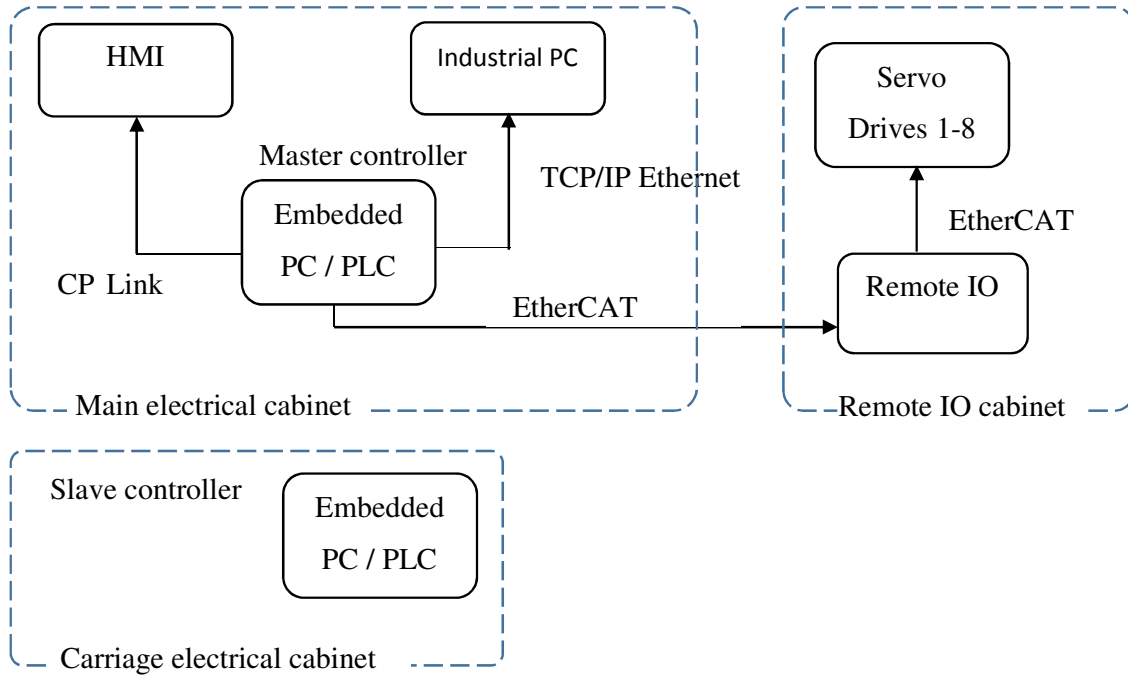 HMI
Industrial PC
Servo
Drives 1-8
Master controller
TCP/IP Ethernet
Embedded
PC / PLC
EtherCAT
CP Link
Remote IO
EtherCAT
Main electrical cabinet
Remote IO cabinet
Slave controller
Embedded
PC / PLC
Carriage electrical cabinet